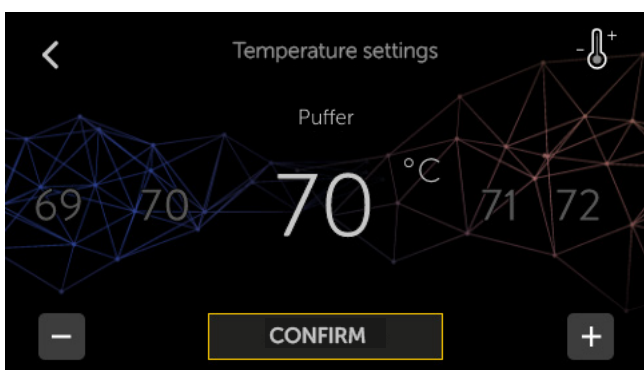 Temperature settings
- +
Puffer
69 70 70 °C 71 72
- CONFIRM +